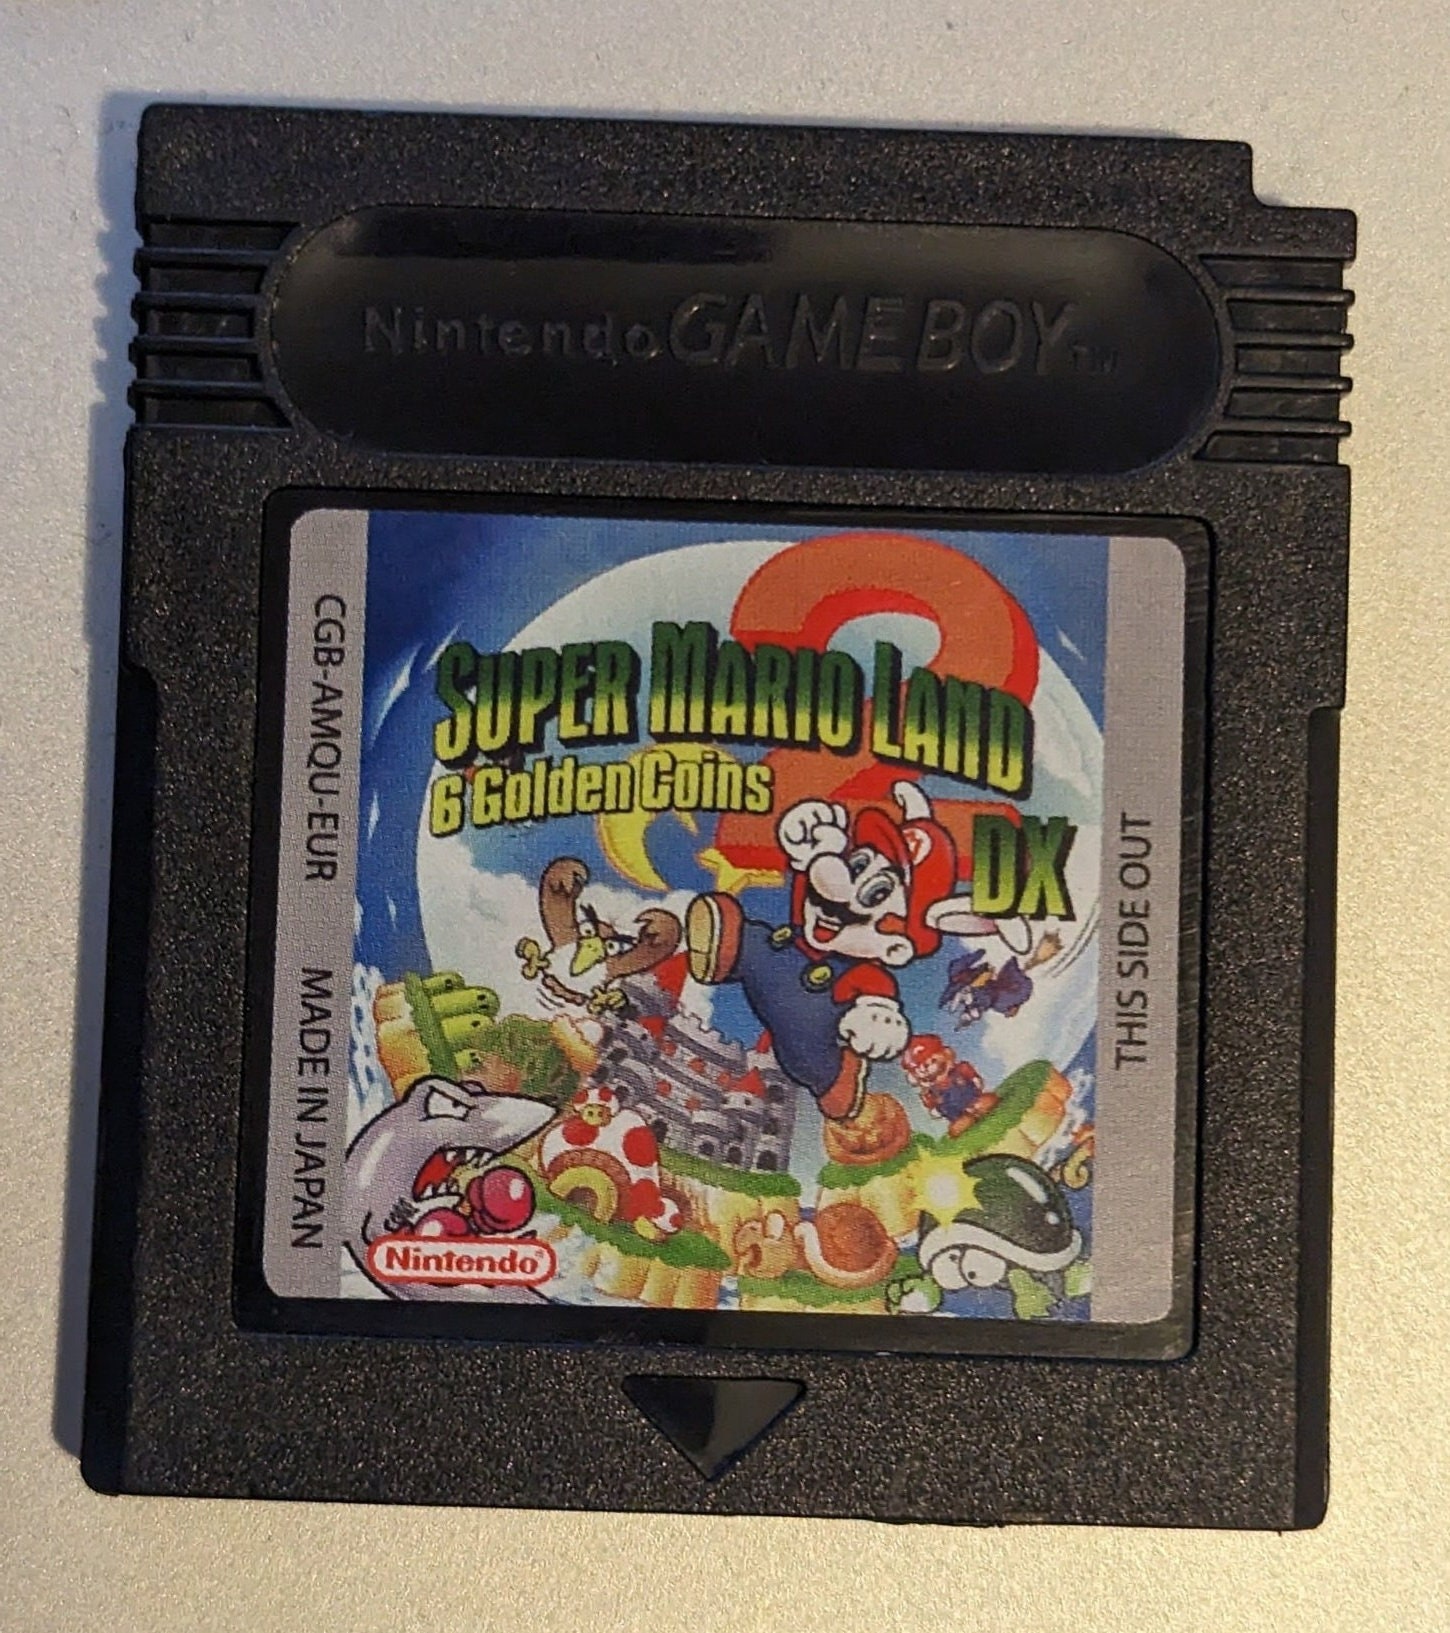 Nintendo GAME BOY TM
2
SUPER MARIO LAND
6 Golden Coins
DX
CGB-AMQU-EUR MADE IN JAPAN
THIS SIDE OUT
Nintendo®